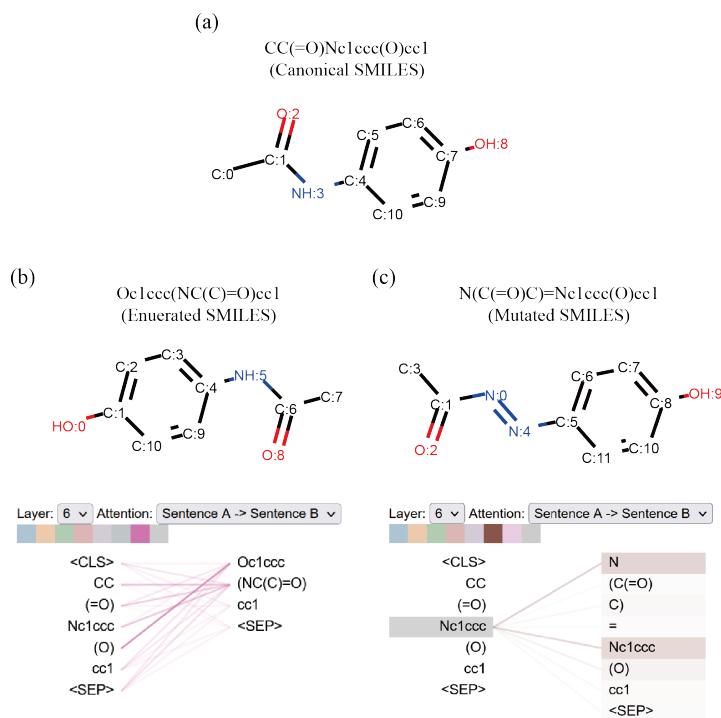 (a)
CC(=O)Nc1ccc(O)cc1
(Canonical SMILES)
O:2
C:0
C:1
NH:3
C:4
C:5
C:6
C:7
OH:8
C:9
C:10
(b)
Oc1ccc(NC(C)=O)cc1
(Enuerated SMILES)
HO:0
C:1
C:2
C:3
C:4
NH:5
C:6
C:7
O:8
C:9
C:10
Layer: 6 Attention: Sentence A -> Sentence B
<CLS>
CC
(=O)
Nc1ccc
(O)
cc1
<SEP>
Oc1ccc
(NC(C)=O)
cc1
<SEP>
(c)
N(C(=O)C)=Nc1ccc(O)cc1
(Mutated SMILES)
C:3
C:1
O:2
N:0
N:4
C:5
C:6
C:7
C:8
OH:9
C:10
C:11
Layer: 6 Attention: Sentence A -> Sentence B
<CLS>
CC
(=O)
Nc1ccc
(O)
cc1
<SEP>
N
(C(=O)
C)
=
Nc1ccc
(O)
cc1
<SEP>